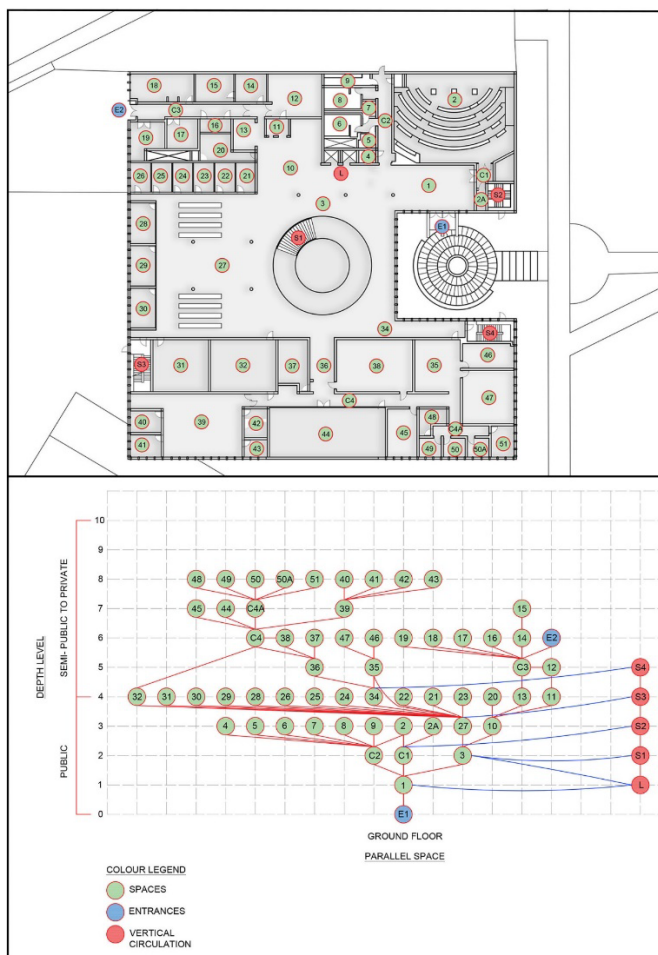 9
18 15 14 12 8 7 2
E2 C3 6 C2
19 17 16 13 11 5
20 10 4
L 1 C1
26 25 24 23 22 21 2A S2
3
28 S1 E1
29 27
30
34 S4
S3 31 32 37 36 38 35 46
C4 47
40 39 42 44 45 48 C4A
41 43 49 50 50A 51
DEPTH LEVEL
SEMI- PUBLIC TO PRIVATE
PUBLIC
10
9
8 48 49 50 50A 51 40 41 42 43
7 45 44 C4A 39 15
6 C4 38 37 47 46 19 18 17 16 14 E2
5 36 35 C3 12 S4
4 32 31 30 29 28 26 25 24 34 22 21 23 20 13 11 S3
3 4 5 6 7 8 9 2 2A 27 10 S2
2 C2 C1 3 S1
1 1 L
0 E1
GROUND FLOOR
PARALLEL SPACE
COLOUR LEGEND
SPACES
ENTRANCES
VERTICAL
CIRCULATION